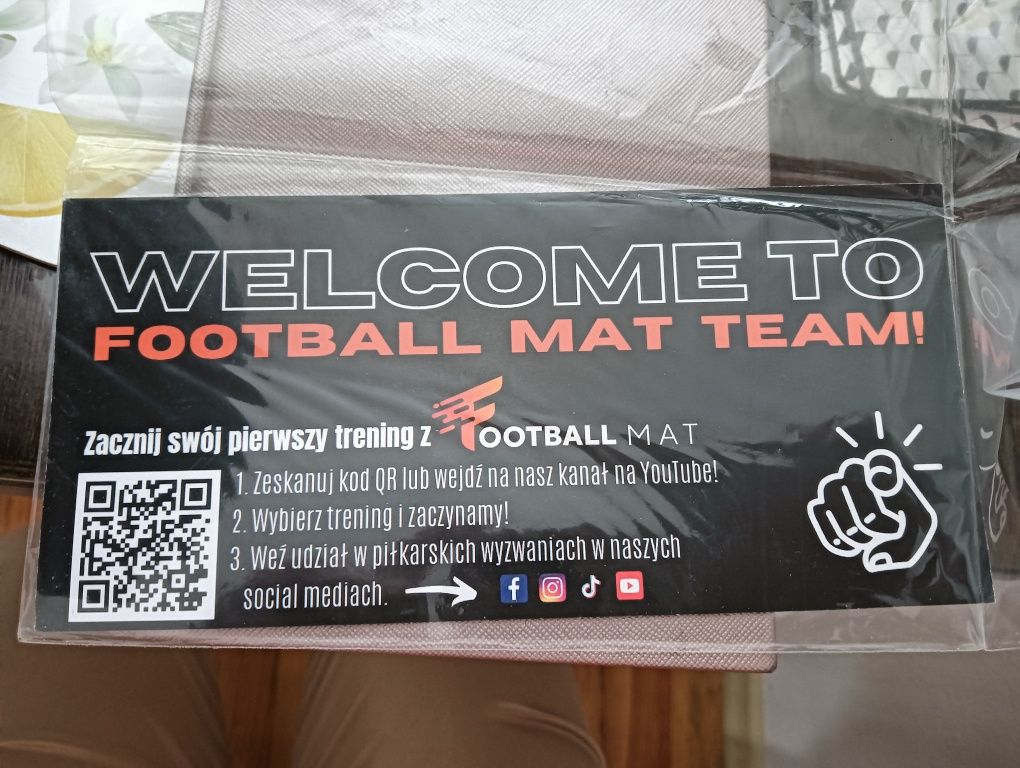 WELCOME TO
FOOTBALL MAT TEAM!
Zacznij swój pierwszy trening z FOOTBALL MAT
1. Zeskanuj kod QR lub wejdź na nasz kanał na YouTube!
2. Wybierz trening i zaczynamy!
3. Weź udział w piłkarskich wyzwaniach w naszych
social mediach.